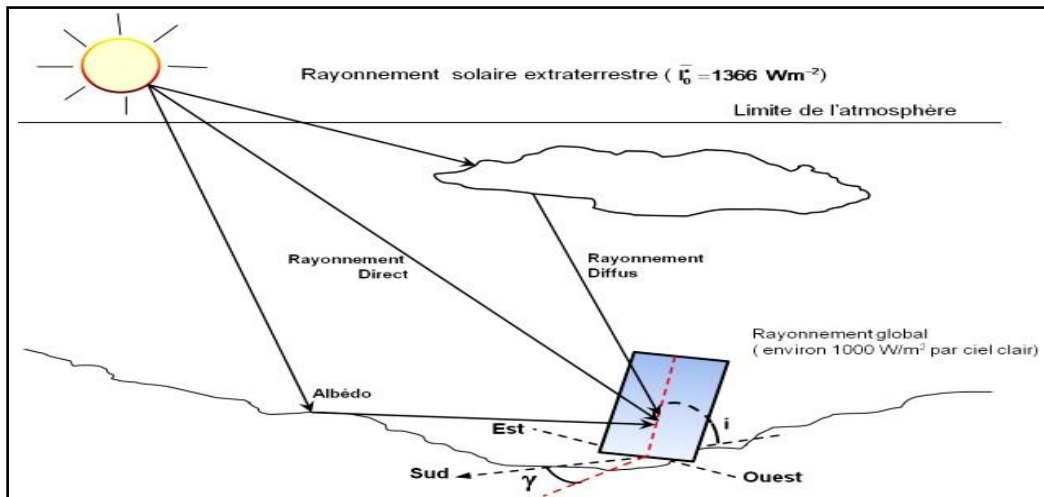 Rayonnement solaire extraterrestre ( I̅₀* = 1366 Wm⁻²)
Limite de l'atmosphère
Rayonnement
Direct
Rayonnement
Diffus
Rayonnement global
( environ 1000 W/m² par ciel clair)
Albédo
Est
i
Sud
γ
Ouest